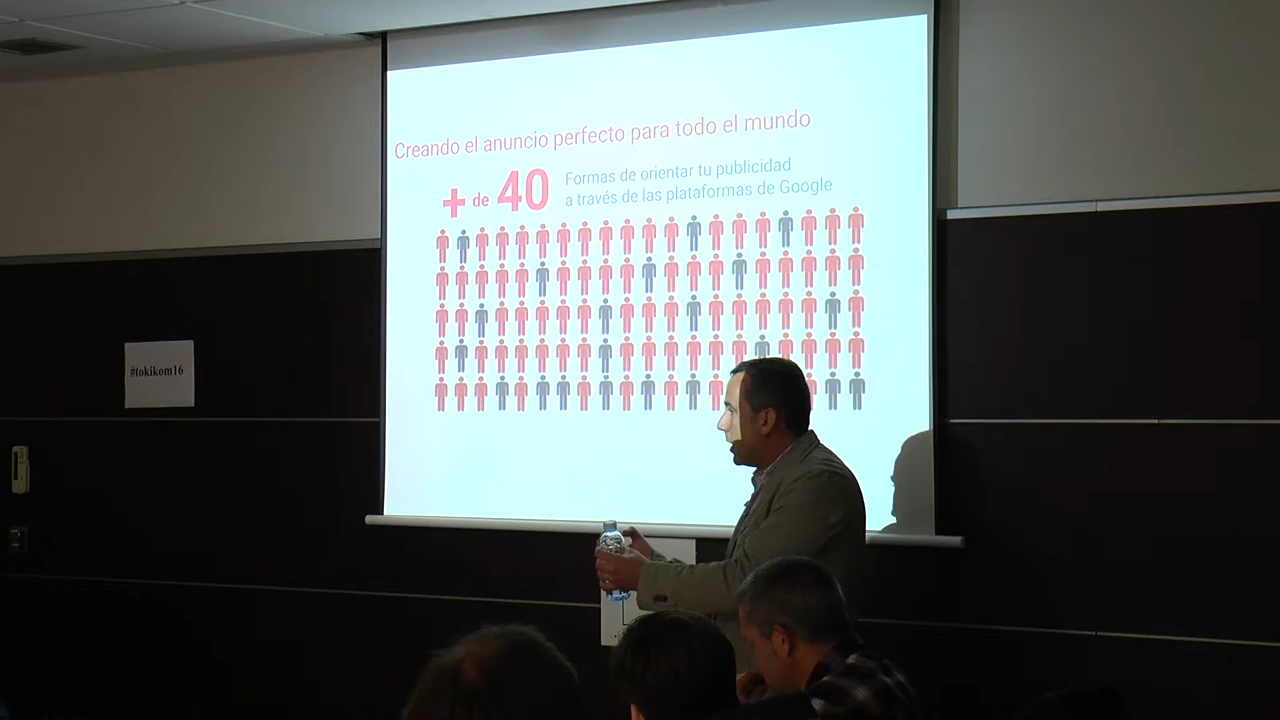 Creando el anuncio perfecto para todo el mundo
+ de 40
Formas de orientar tu publicidad
a través de las plataformas de Google
#tokikom16